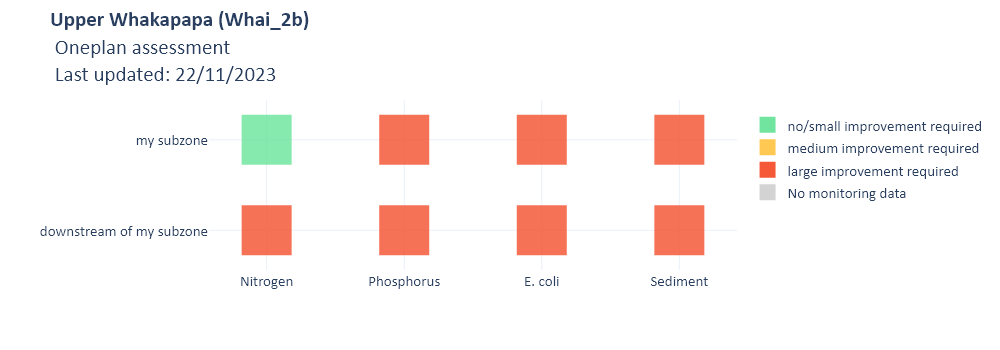 Upper Whakapapa (Whai_2b)
Oneplan assessment
Last updated: 22/11/2023
my subzone
downstream of my subzone
Nitrogen
Phosphorus
E. coli
Sediment
no/small improvement required
medium improvement required
large improvement required
No monitoring data